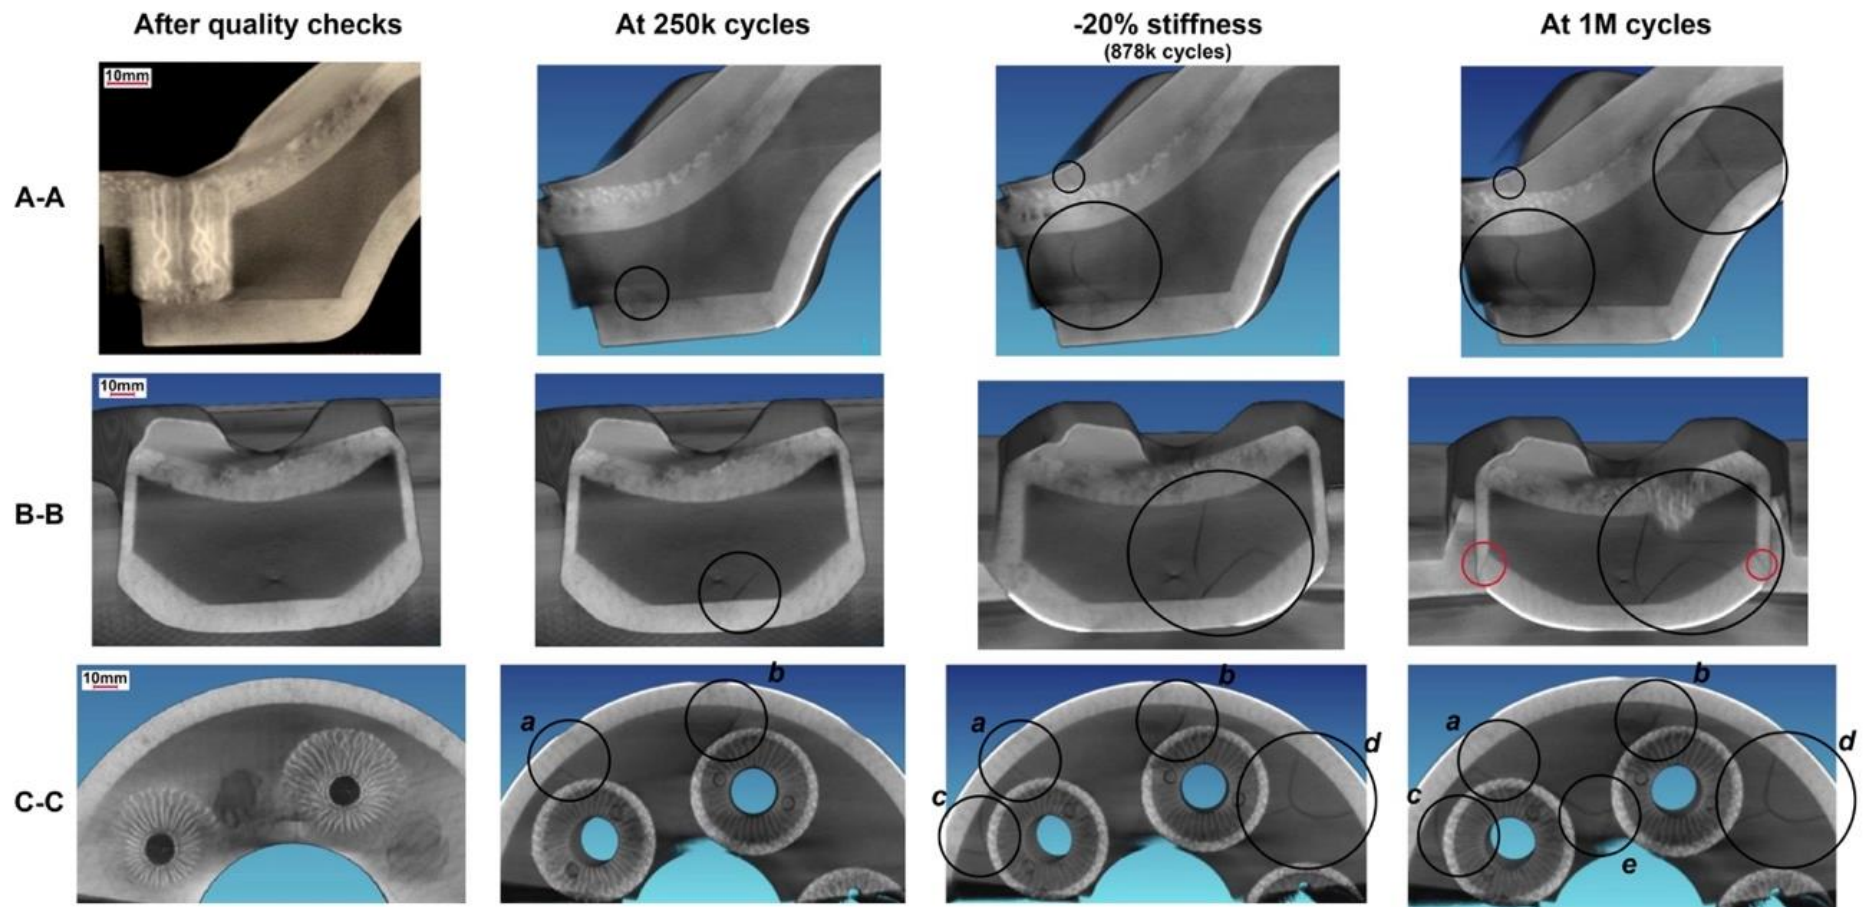 After quality checks
At 250k cycles
-20% stiffness
(878k cycles)
At 1M cycles
A-A
10mm
B-B
10mm
C-C
10mm
a
b
a
b
c
d
a
b
c
d
e